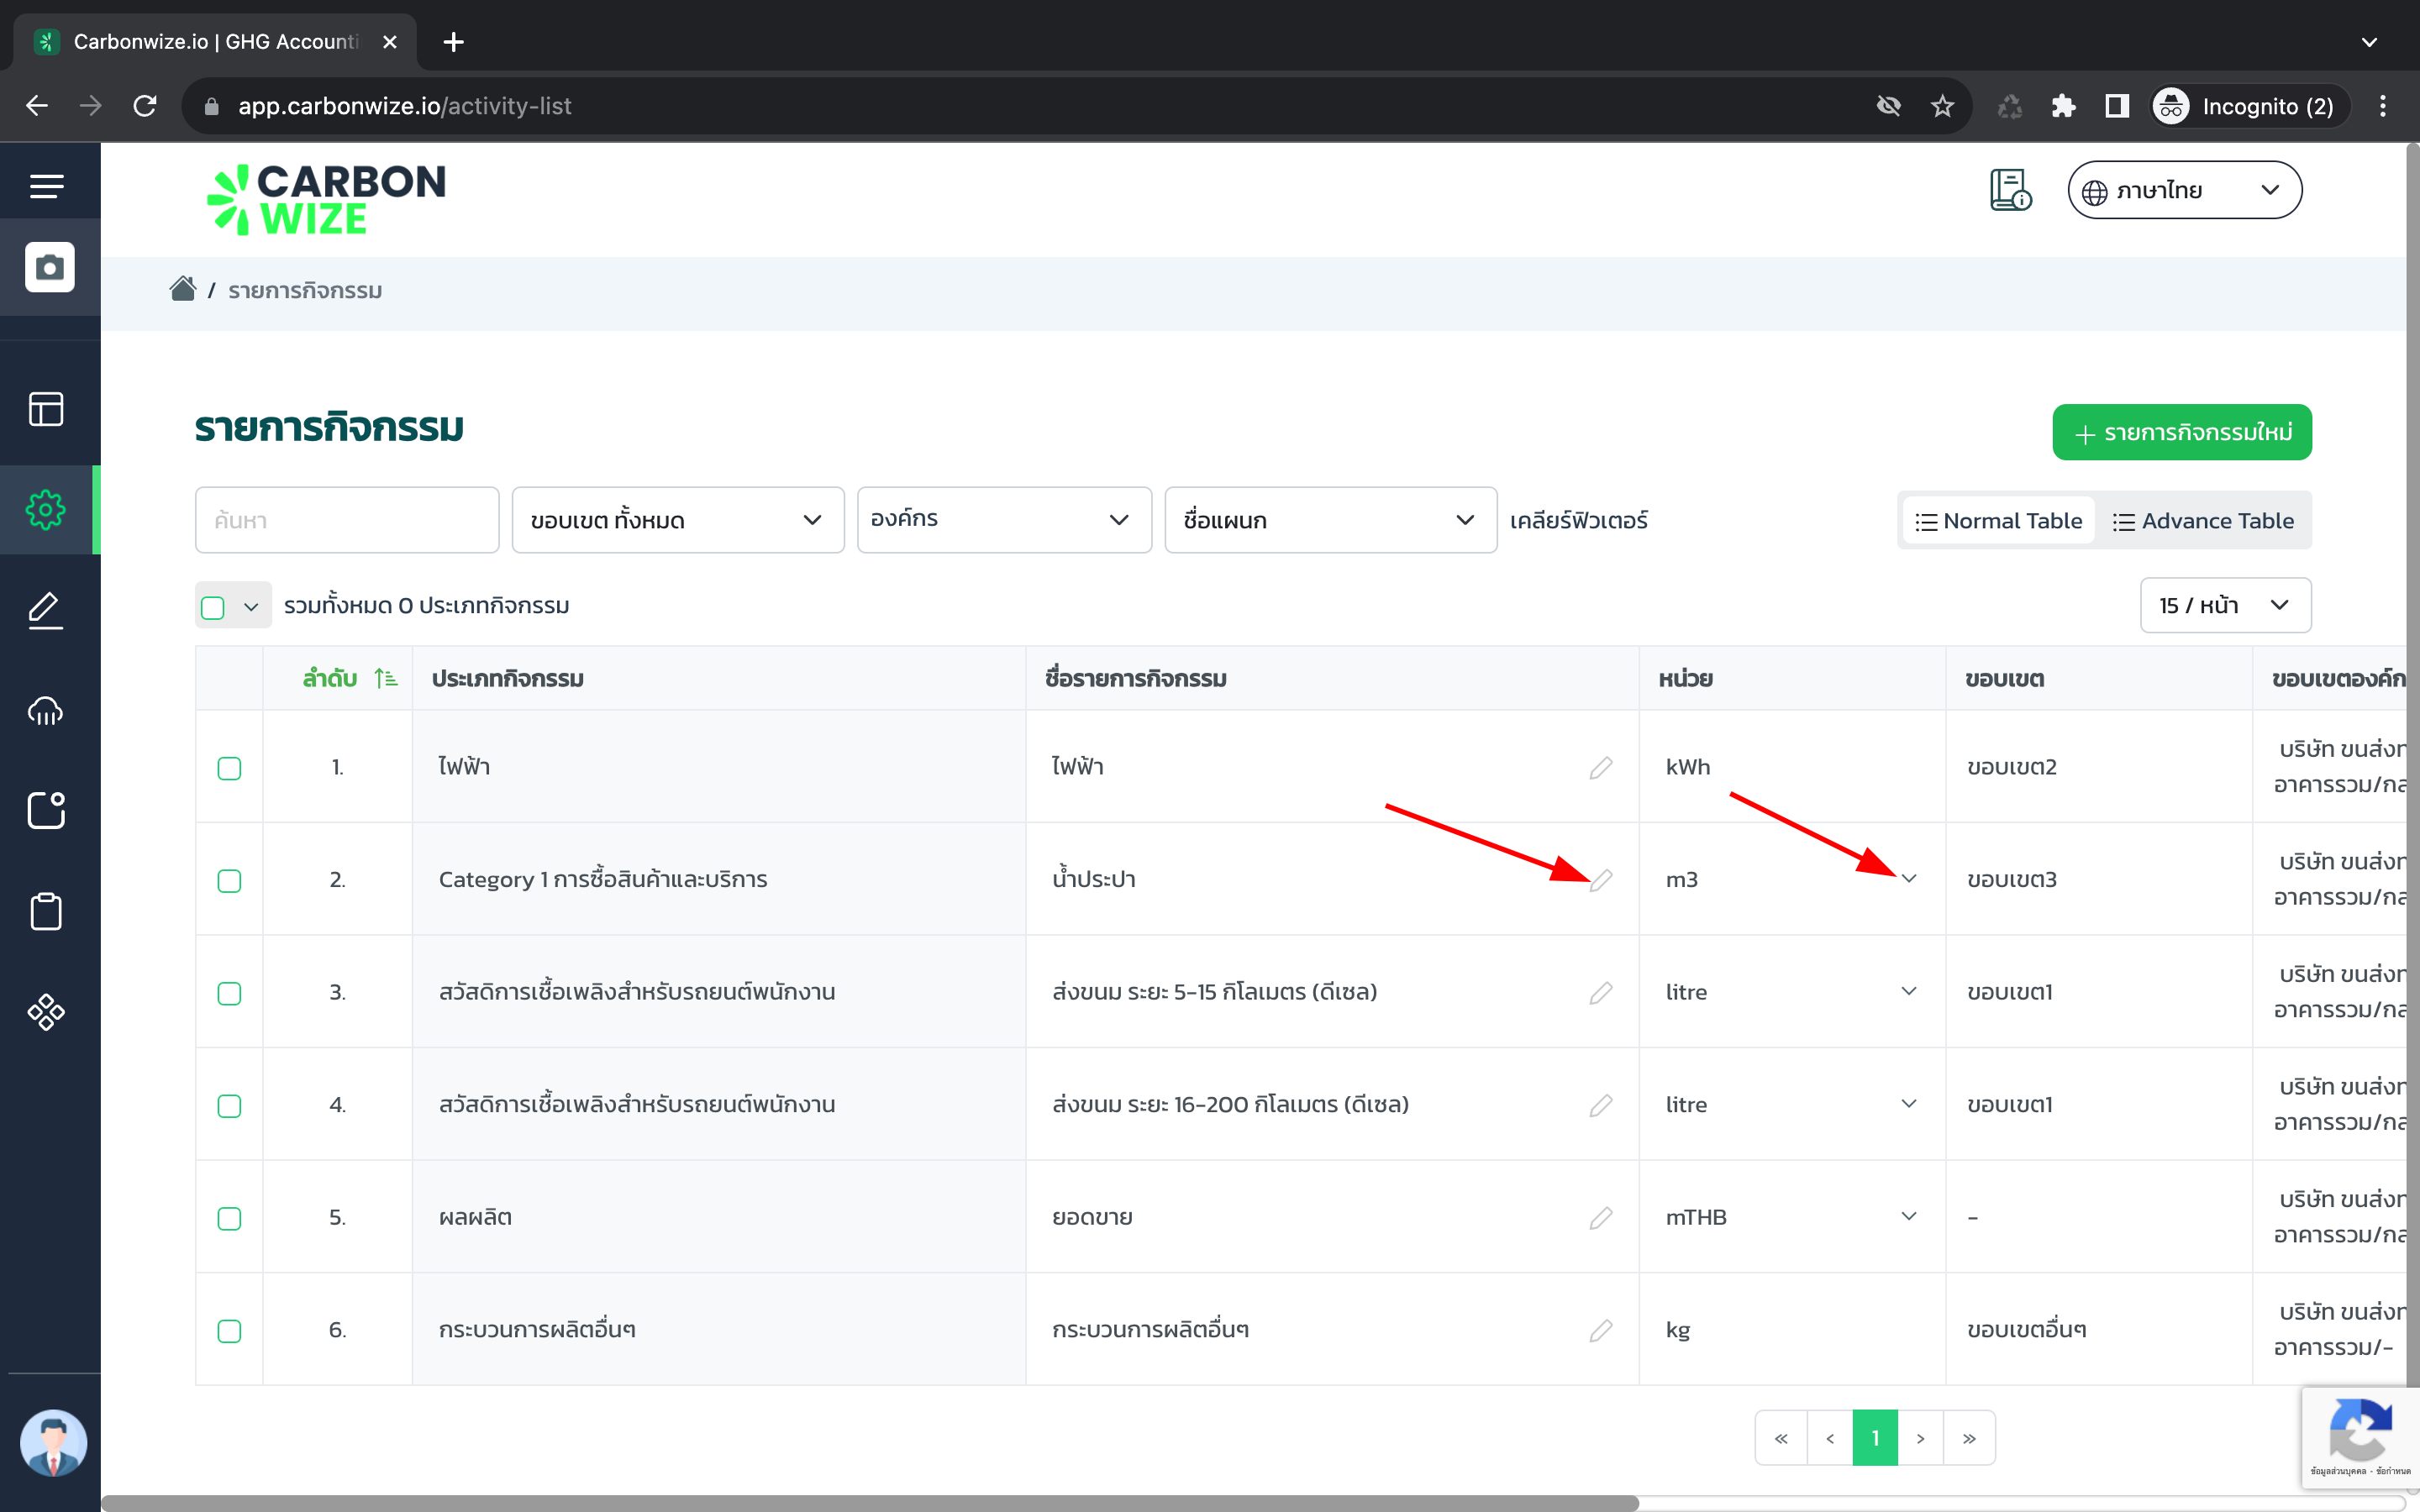 Carbonwize.io | GHG Accounti
app.carbonwize.io/activity-list
Incognito (2)
CARBON
WIZE
ภาษาไทย
/ รายการกิจกรรม
รายการกิจกรรม
+ รายการกิจกรรมใหม่
ค้นหา
ขอบเขต ทั้งหมด
องค์กร
ชื่อแผนก
เคลียร์ฟิวเตอร์
Normal Table
Advance Table
รวมทั้งหมด 0 ประเภทกิจกรรม
15 / หน้า
ลำดับ ประเภทกิจกรรม ชื่อรายการกิจกรรม หน่วย ขอบเขต ขอบเขตองค์ก
1. ไฟฟ้า ไฟฟ้า kWh ขอบเขต2 บริษัท ขนส่งท
อาคารรวม/กล
2. Category 1 การซื้อสินค้าและบริการ น้ำประปา m3 ขอบเขต3 บริษัท ขนส่งท
อาคารรวม/กล
3. สวัสดิการเชื้อเพลิงสำหรับรถยนต์พนักงาน ส่งขนม ระยะ 5-15 กิโลเมตร (ดีเซล) litre ขอบเขต1 บริษัท ขนส่งท
อาคารรวม/กล
4. สวัสดิการเชื้อเพลิงสำหรับรถยนต์พนักงาน ส่งขนม ระยะ 16-200 กิโลเมตร (ดีเซล) litre ขอบเขต1 บริษัท ขนส่งท
อาคารรวม/กล
5. ผลผลิต ยอดขาย mTHB - บริษัท ขนส่งท
อาคารรวม/กล
6. กระบวนการผลิตอื่นๆ กระบวนการผลิตอื่นๆ kg ขอบเขตอื่นๆ บริษัท ขนส่งท
อาคารรวม/-
« ‹ 1 › »
ข้อมูลส่วนบุคคล - ข้อกำหนด